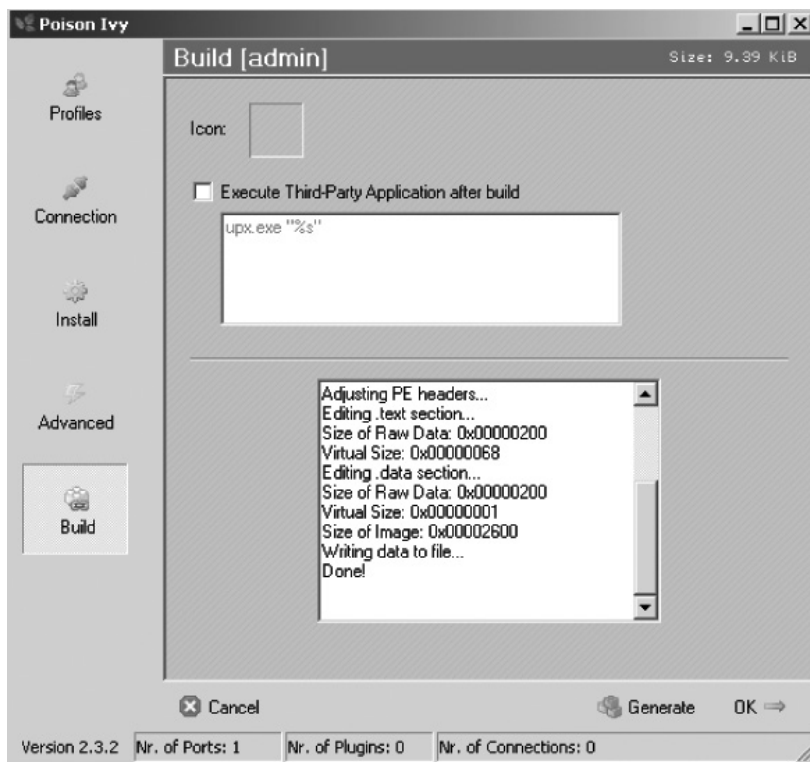 Poison Ivy
Build [admin]
Size: 9.39 KiB
Profiles
Connection
Install
Advanced
Build
Icon:
Execute Third-Party Application after build
upx.exe "%s"
Adjusting PE headers...
Editing .text section...
Size of Raw Data: 0x00000200
Virtual Size: 0x00000068
Editing .data section...
Size of Raw Data: 0x00000200
Virtual Size: 0x00000001
Size of Image: 0x00002600
Writing data to file...
Done!
Cancel
Generate
OK
Version 2.3.2
Nr. of Ports: 1
Nr. of Plugins: 0
Nr. of Connections: 0